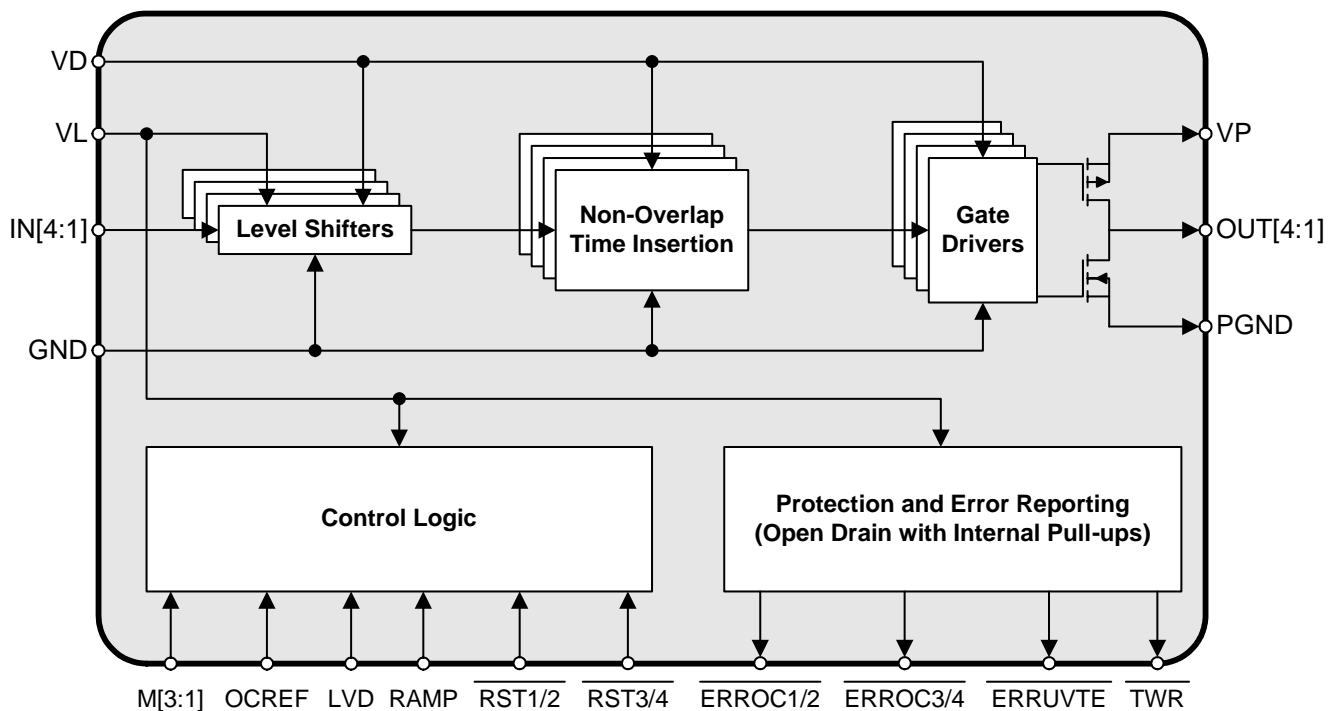 VD
VL
VP
IN[4:1]
Level Shifters
Non-Overlap
Time Insertion
Gate
Drivers
OUT[4:1]
PGND
GND
Control Logic
Protection and Error Reporting
(Open Drain with Internal Pull-ups)
M[3:1] OCREF LVD RAMP RST1/2 RST3/4 ERROC1/2 ERROC3/4 ERRUVTE TWR